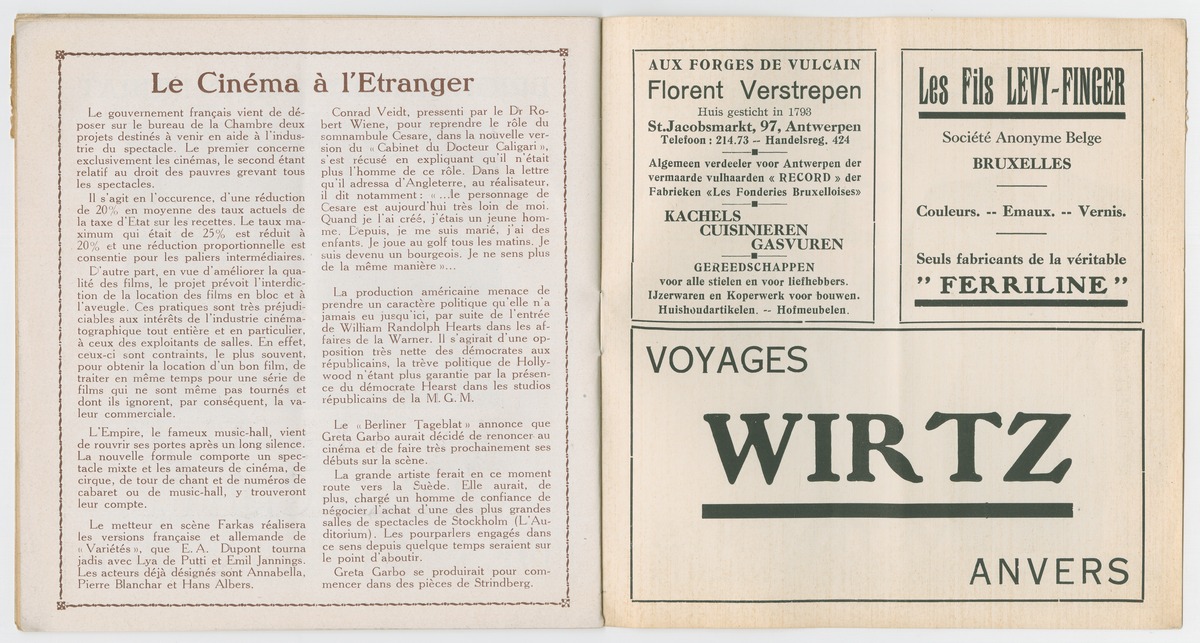 Le Cinéma à l'Etranger
Le gouvernement français vient de dé-
poser sur le bureau de la Chambre deux
projets destinés à venir en aide à l'indus-
trie du spectacle. Le premier concerne
exclusivement les cinémas, le second étant
relatif au droit des pauvres grevant tous
les spectacles.
Il s'agit en l'occurence, d'une réduction
de 20% en moyenne des taux actuels de
la taxe d'Etat sur les recettes. Le taux ma-
ximum qui était de 25% est réduit à
20% et une réduction proportionnelle est
consentie pour les paliers intermédiaires.
D'autre part, en vue d'améliorer la qua-
lité des films, le projet prévoit l'interdic-
tion de la location des films en bloc et à
l'aveugle. Ces pratiques sont très préjudi-
ciables aux intérêts de l'industrie cinéma-
tographique tout entière et en particulier,
à ceux des exploitants de salles. En effet,
ceux-ci sont contraints, le plus souvent,
pour obtenir la location d'un bon film, de
traiter en même temps pour une série de
films qui ne sont même pas tournés et
dont ils ignorent, par conséquent, la va-
leur commerciale.
L'Empire, le fameux music-hall, vient
de rouvrir ses portes après un long silence.
La nouvelle formule comporte un spec-
tacle mixte et les amateurs de cinéma, de
cirque, de tour de chant et de numéros de
cabaret ou de music-hall, y trouveront
leur compte.
Le metteur en scène Farkas réalisera
les versions française et allemande de
« Variétés », que E. A. Dupont tourna
jadis avec Lya de Putti et Emil Jannings.
Les acteurs déjà désignés sont Annabella,
Pierre Blanchar et Hans Albers.
Conrad Veidt, pressenti par le Dr Ro-
bert Wiene, pour reprendre le rôle du
somnambule Cesare, dans la nouvelle ver-
sion du « Cabinet du Docteur Caligari »,
s'est récusé en expliquant qu'il n'était
plus l'homme de ce rôle. Dans la lettre
qu'il adressa d'Angleterre, au réalisateur,
il dit notamment : « ...le personnage de
Cesare est aujourd'hui très loin de moi.
Quand je l'ai créé, j'étais un jeune hom-
me. Depuis, je me suis marié, j'ai des
enfants. Je joue au golf tous les matins. Je
suis devenu un bourgeois. Je ne sens plus
de la même manière »...
La production américaine menace de
prendre un caractère politique qu'elle n'a
jamais eu jusqu'ici, par suite de l'entrée
de William Randolph Hearts dans les af-
faires de la Warner. Il s'agirait d'une op-
position très nette des démocrates aux
républicains, la trève politique de Holly-
wood n'étant plus garantie par la présen-
ce du démocrate Hearst dans les studios
républicains de la M. G. M.
Le « Berliner Tageblat » annonce que
Greta Garbo aurait décidé de renoncer au
cinéma et de faire très prochainement ses
débuts sur la scène.
La grande artiste ferait en ce moment
route vers la Suède. Elle aurait, de
plus, chargé un homme de confiance de
négocier l'achat d'une des plus grandes
salles de spectacles de Stockholm (L'Au-
ditorium). Les pourparlers engagés dans
ce sens depuis quelque temps seraient sur
le point d'aboutir.
Greta Garbo se produirait pour com-
mencer dans des pièces de Strindberg.
AUX FORGES DE VULCAIN
Florent Verstrepen
Huis gesticht in 1793
St.Jacobsmarkt, 97, Antwerpen
Telefoon : 214.73 -- Handelsreg. 424
Algemeen verdeeler voor Antwerpen der
vermaarde vulhaarden « RECORD » der
Fabrieken «Les Fonderies Bruxelloises»
KACHELS
CUISINIEREN
GASVUREN
GEREEDSCHAPPEN
voor alle stielen en voor liefhebbers.
IJzerwaren en Koperwerk voor bouwen.
Huishoudartikelen. -- Hofmeubelen.
Les Fils LEVY-FINGER
Société Anonyme Belge
BRUXELLES
Couleurs. -- Emaux. -- Vernis.
Seuls fabricants de la véritable
" FERRILINE "
VOYAGES
WIRTZ
ANVERS